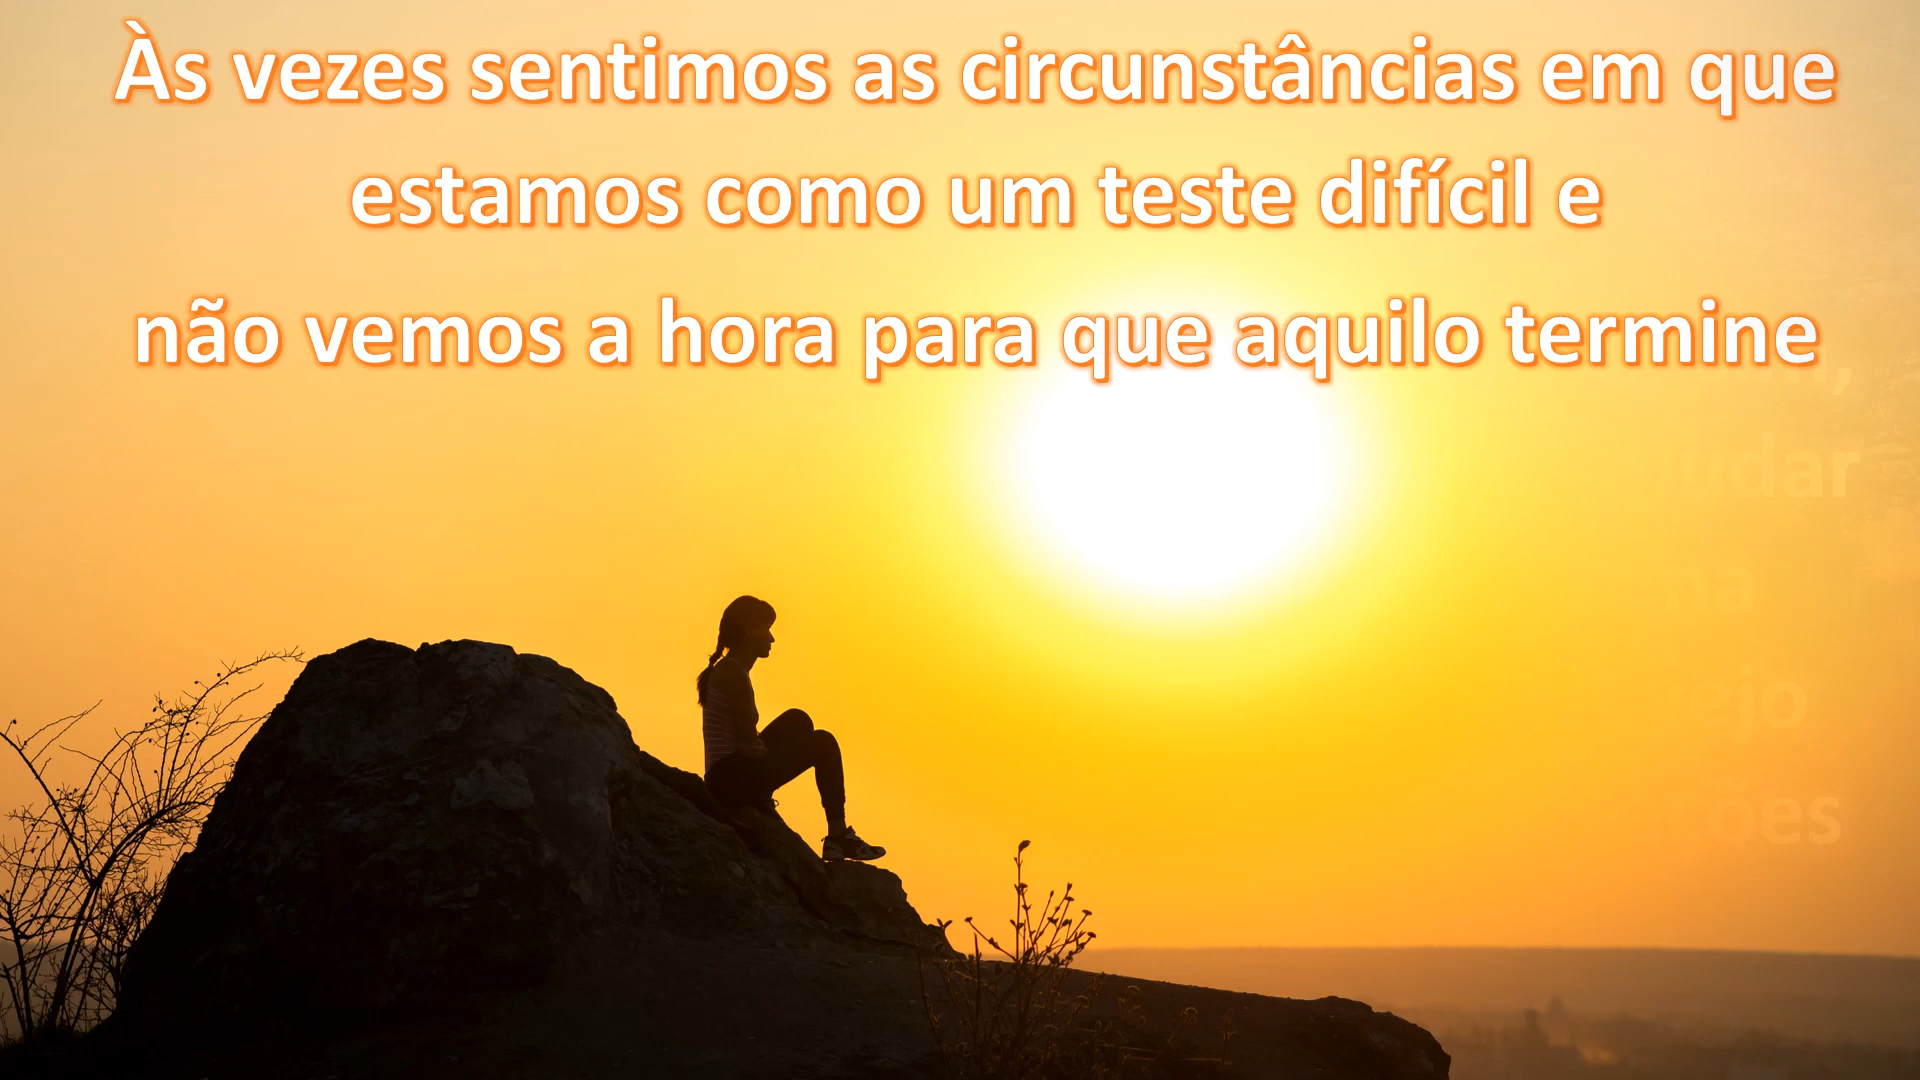 Às vezes sentimos as circunstâncias em que
estamos como um teste difícil e
não vemos a hora para que aquilo termine